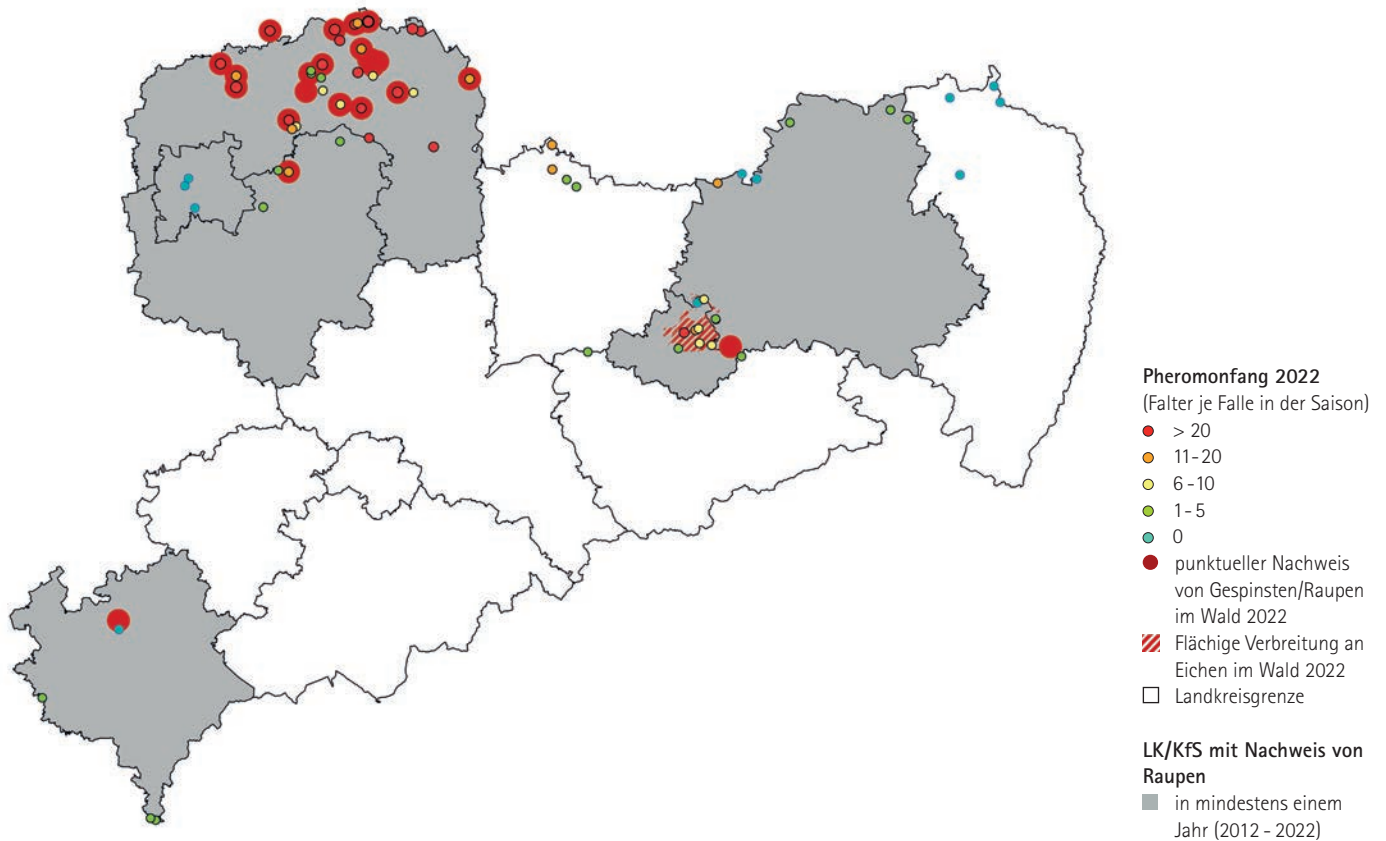 Pheromonfang 2022
(Falter je Falle in der Saison)
> 20
11-20
6 -10
1-5
0
punktueller Nachweis
von Gespinsten/Raupen
im Wald 2022
Flächige Verbreitung an
Eichen im Wald 2022
Landkreisgrenze
LK/KfS mit Nachweis von
Raupen
in mindestens einem
Jahr (2012 - 2022)